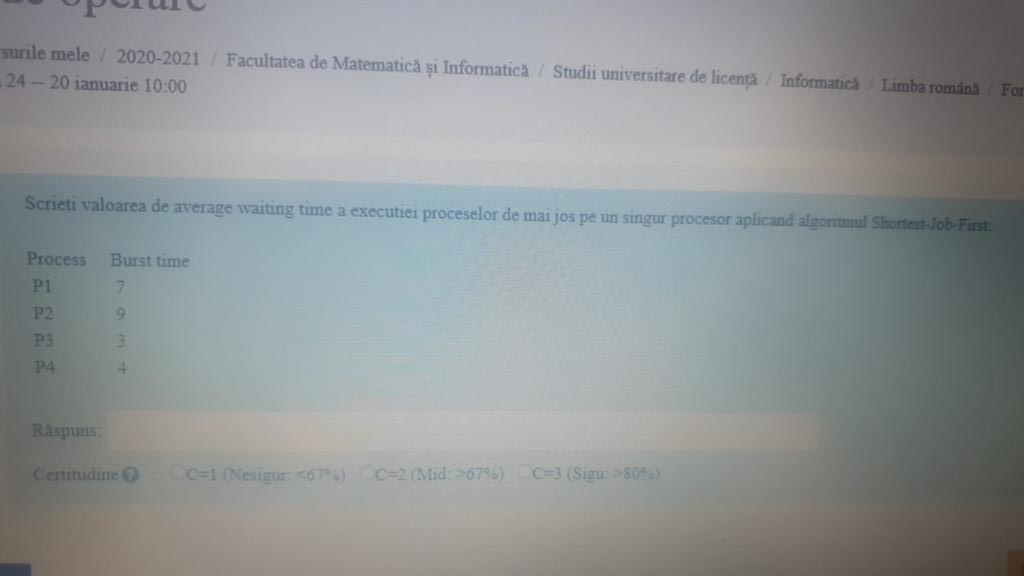 de operare
surile mele / 2020-2021 / Facultatea de Matematică și Informatică / Studii universitare de licență / Informatică / Limba română / For
24 -- 20 ianuarie 10:00
Scrieti valoarea de average waiting time a executiei proceselor de mai jos pe un singur procesor aplicand algoritmul Shortest-Job-First:
Process Burst time
P1 7
P2 9
P3 3
P4 4
Răspuns:
Certitudine ? : C=1 (Nesigur: <67%) C=2 (Mid: >67%) C=3 (Sigu: >80%)